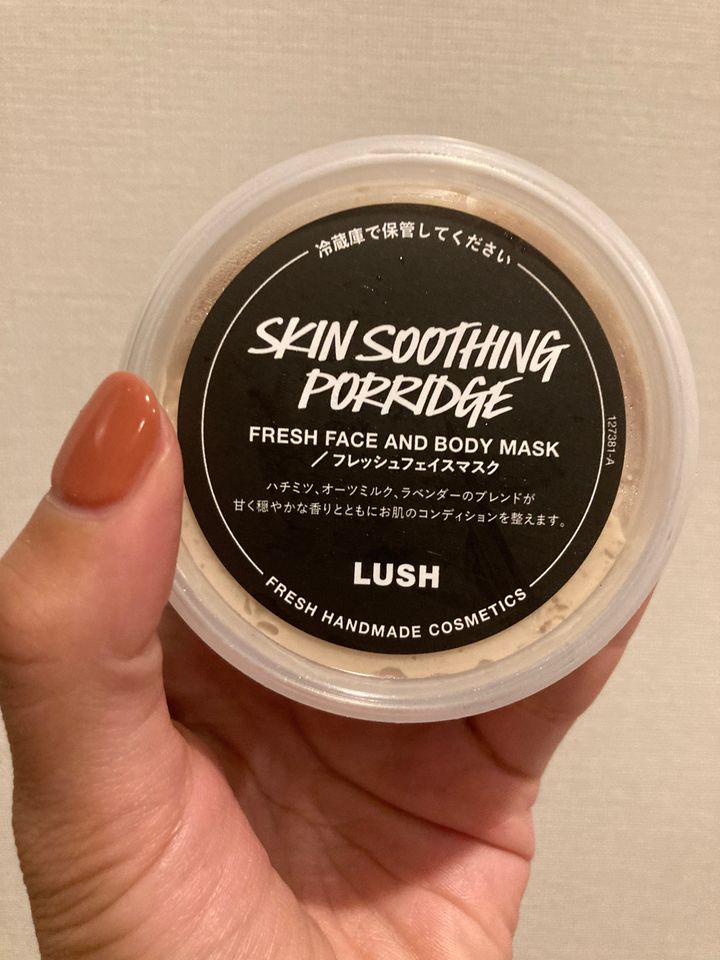 冷蔵庫で保管してください
SKIN SOOTHING
PORRIDGE
FRESH FACE AND BODY MASK
／フレッシュフェイスマスク
ハチミツ、オーツミルク、ラベンダーのブレンドが
甘く穏やかな香りとともにお肌のコンディションを整えます。
LUSH
FRESH HANDMADE COSMETICS
127381-A